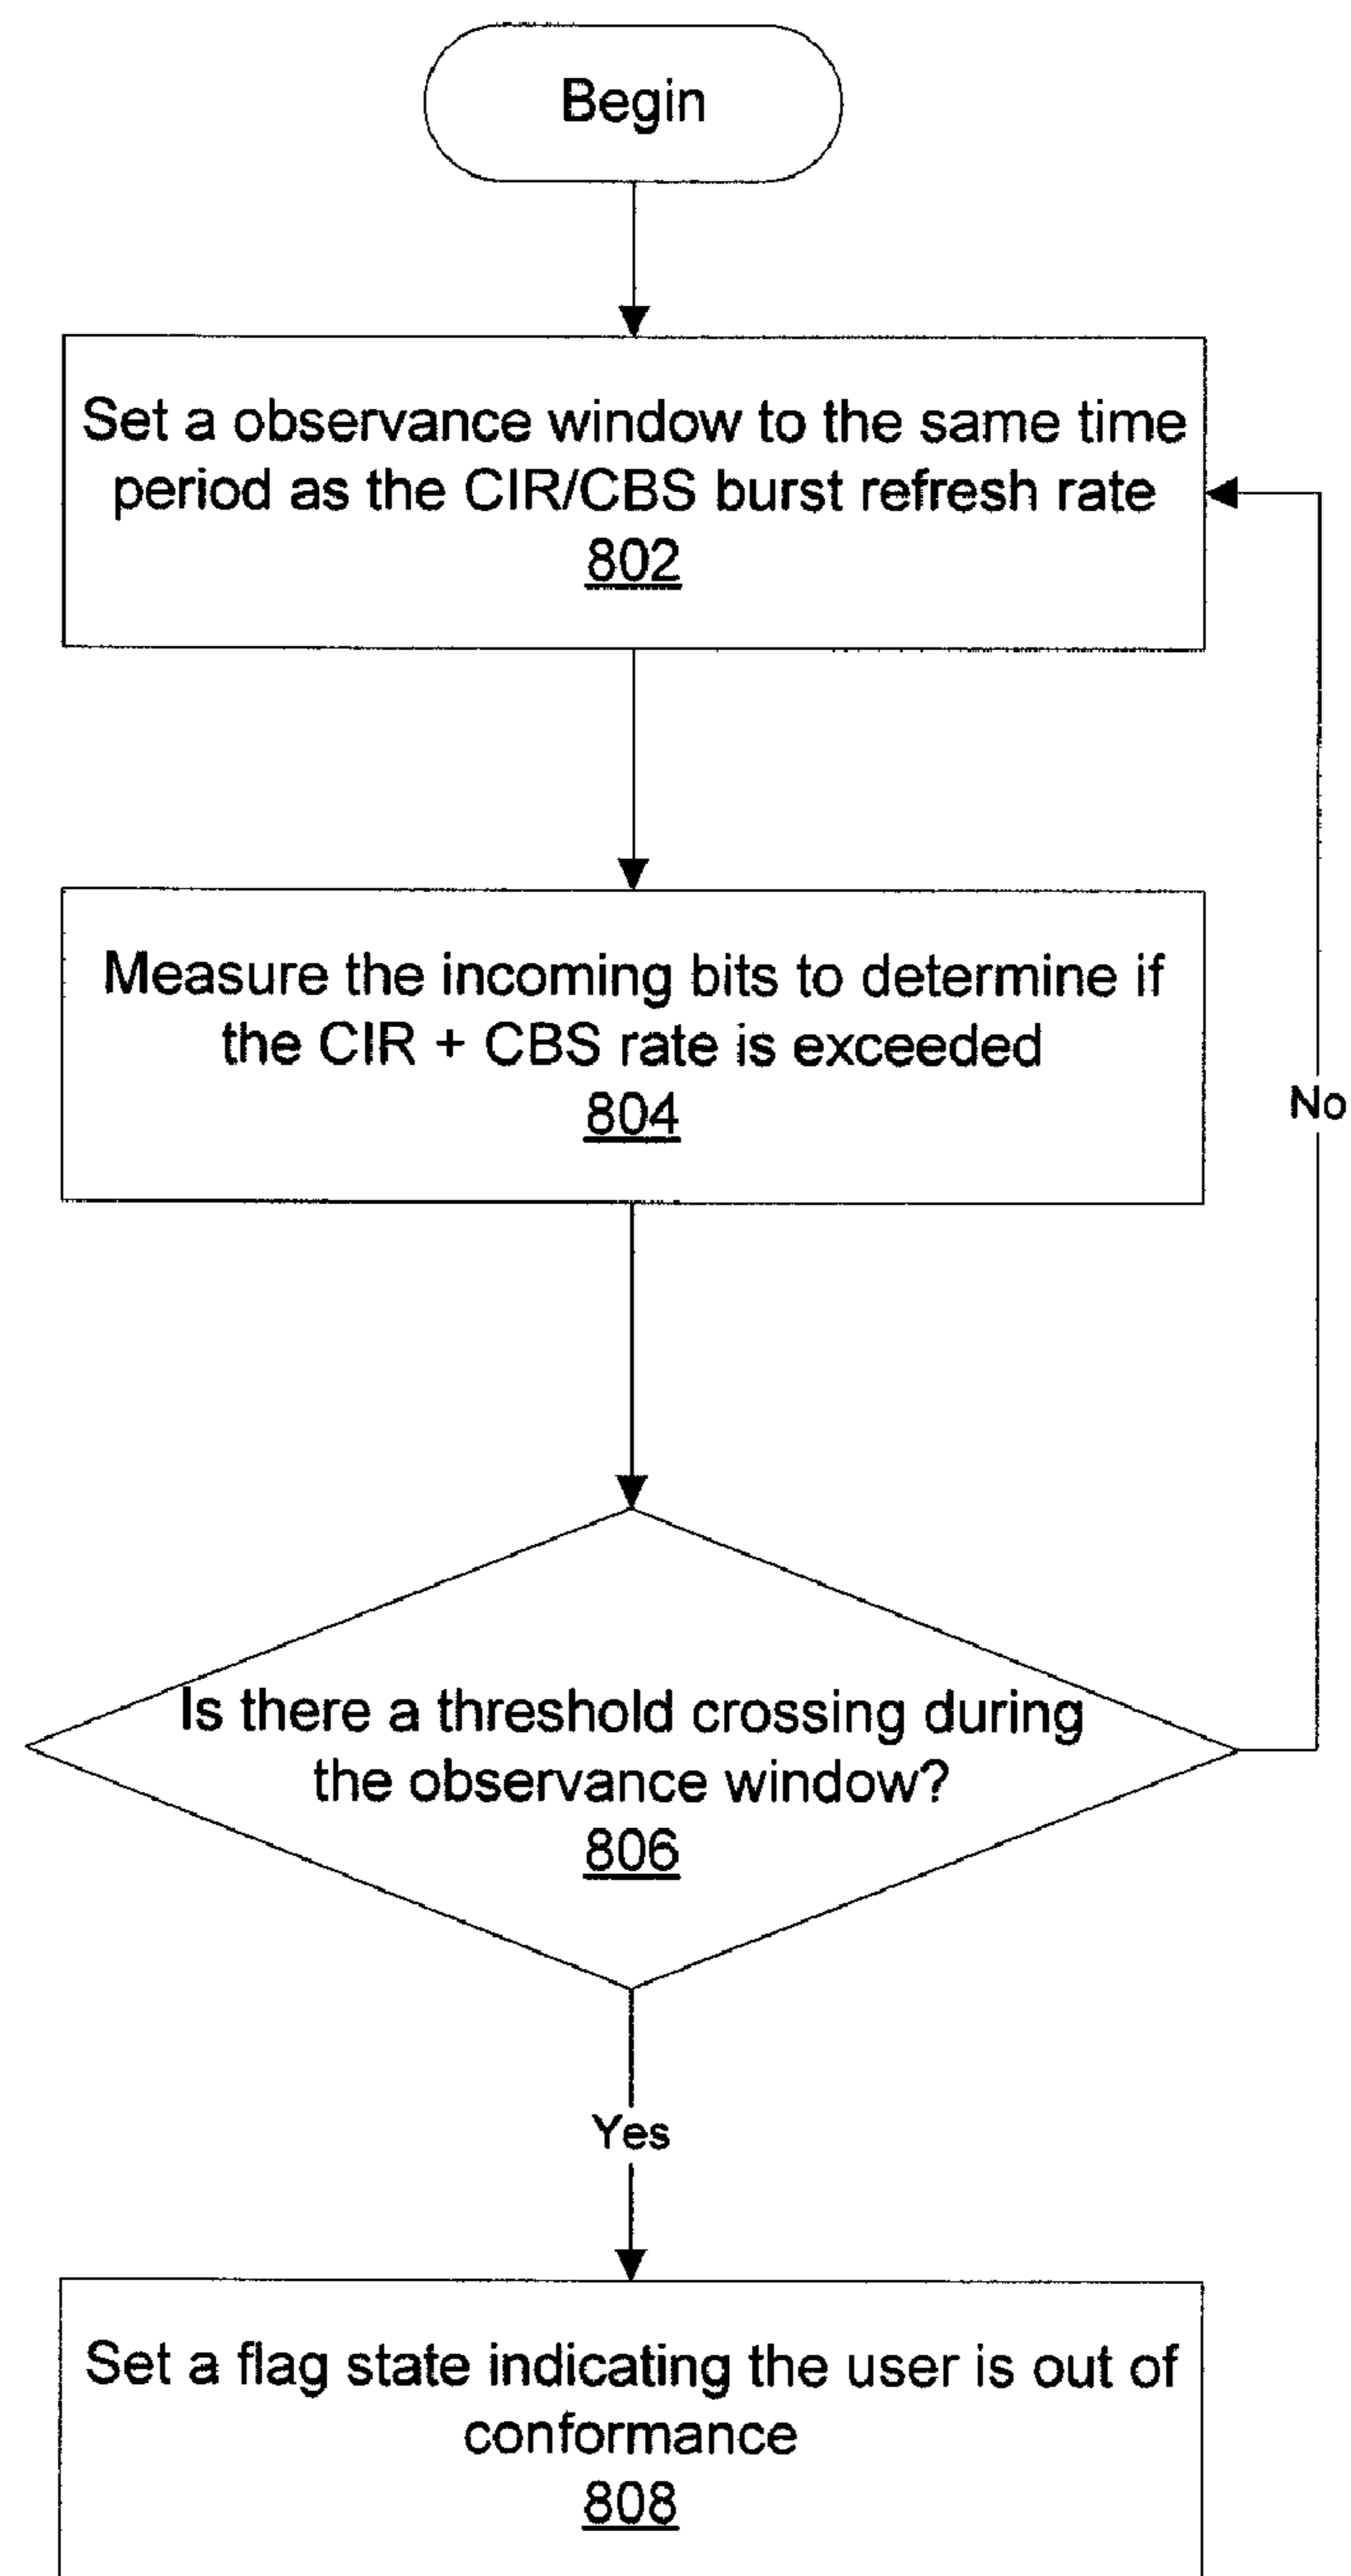 Begin
Set a observance window to the same time
period as the CIR/CBS burst refresh rate
802
Measure the incoming bits to determine if
the CIR + CBS rate is exceeded
804
No
Is there a threshold crossing during
the observance window?
806
Yes
Set a flag state indicating the user is out of
conformance
808